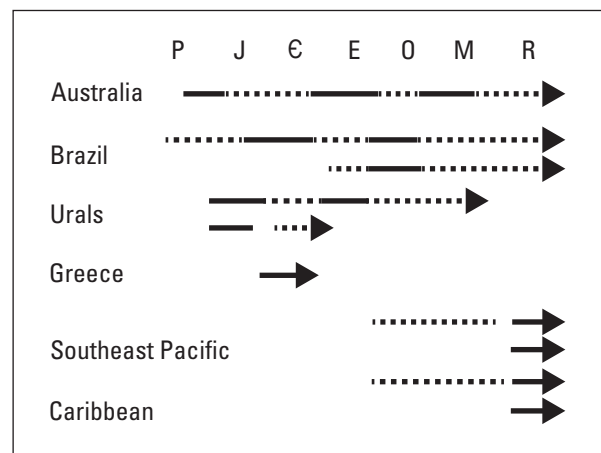 P J Є E O M R
Australia
Brazil
Urals
Greece
Southeast Pacific
Caribbean